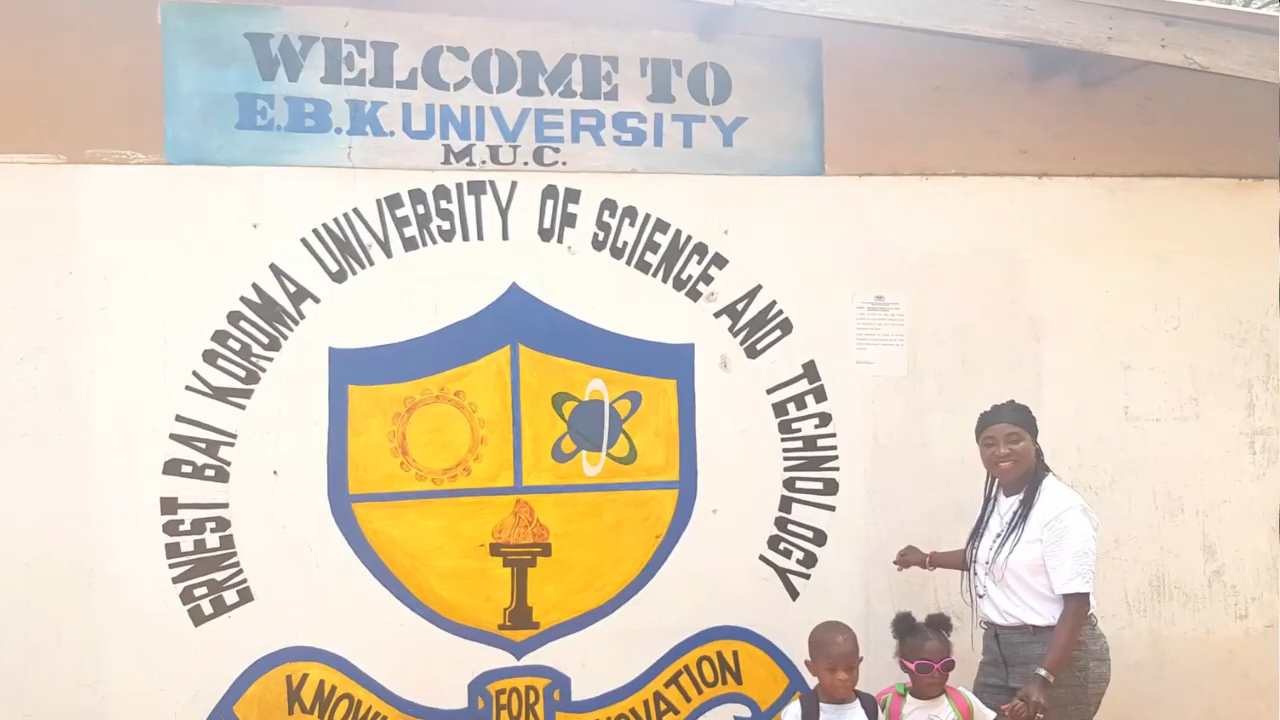 WELCOME TO
E.B.K. UNIVERSITY
M.U.C.
ERNEST BAI KOROMA UNIVERSITY OF SCIENCE AND TECHNOLOGY
FOR